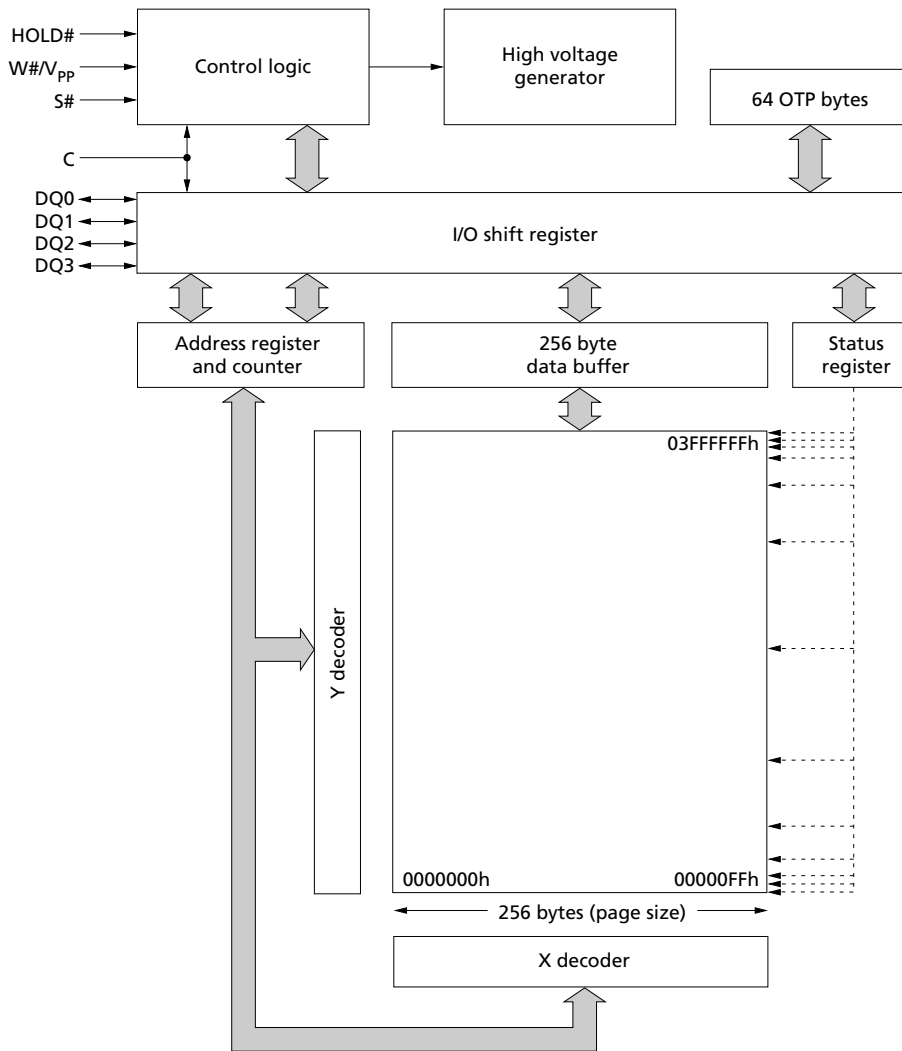 HOLD#
W#/VPP
S#
Control logic
High voltage
generator
64 OTP bytes
C
DQ0
DQ1
DQ2
DQ3
I/O shift register
Address register
and counter
256 byte
data buffer
Status
register
03FFFFFFh
Y decoder
0000000h
00000FFh
256 bytes (page size)
X decoder